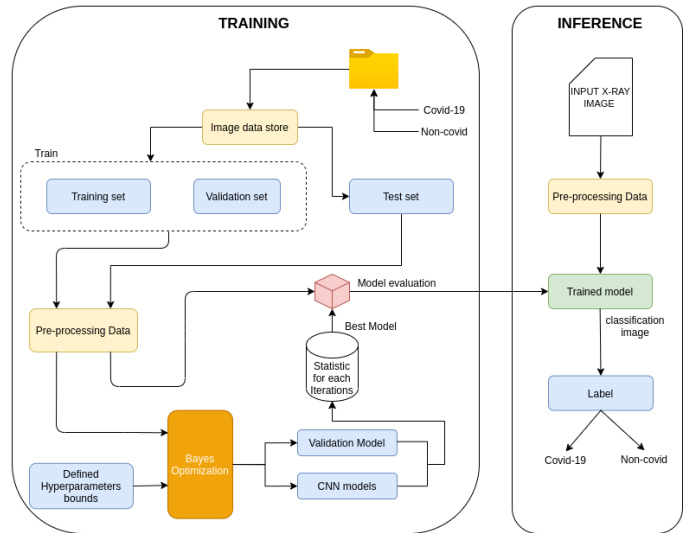 TRAINING
INFERENCE
Covid-19
Non-covid
Image data store
Train
Training set
Validation set
Test set
Pre-processing Data
Model evaluation
Best Model
Statistic
for each
Iterations
Bayes
Optimization
Defined
Hyperparameters
bounds
Validation Model
CNN models
INPUT X-RAY
IMAGE
Pre-processing Data
Trained model
classification
image
Label
Covid-19
Non-covid